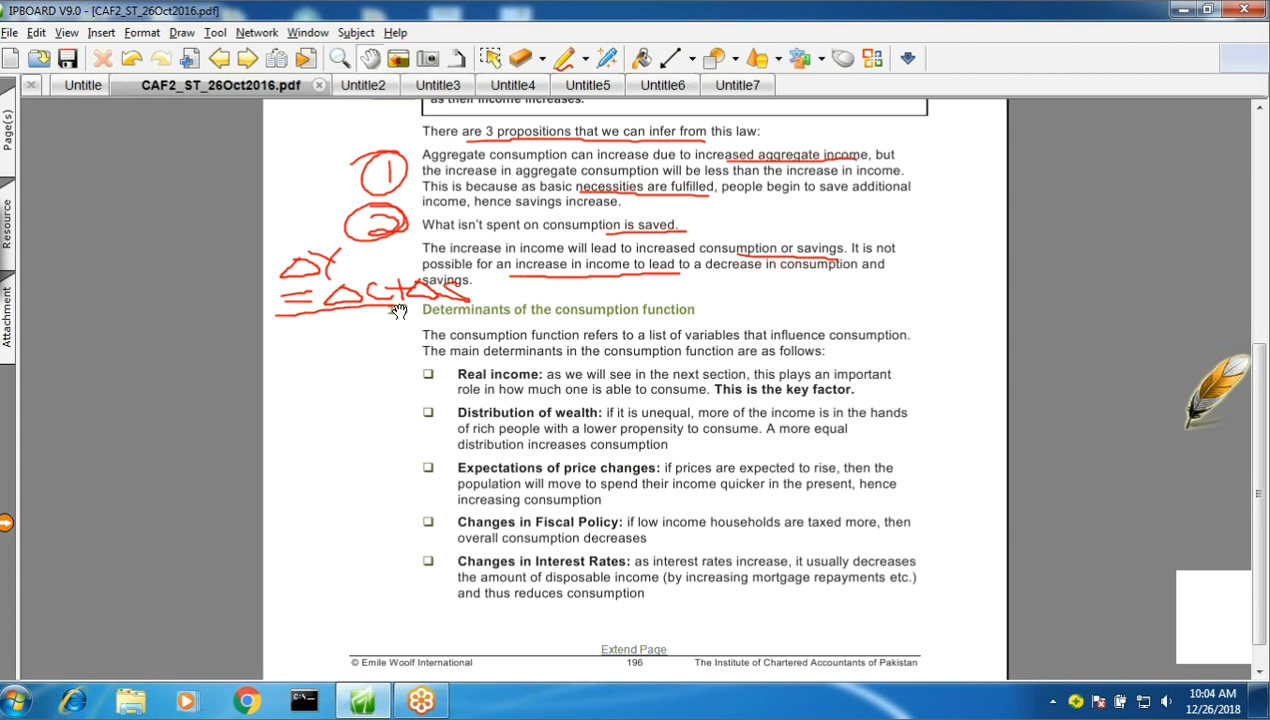 IPBOARD V9.0 - [CAF2_ST_26Oct2016.pdf]
File Edit View Insert Format Draw Tool Network Window Subject Help
Untitle CAF2_ST_26Oct2016.pdf Untitle2 Untitle3 Untitle4 Untitle5 Untitle6 Untitle7
Page(s)
Resource
Attachment
as their income increases.
There are 3 propositions that we can infer from this law:
1
Aggregate consumption can increase due to increased aggregate income, but
the increase in aggregate consumption will be less than the increase in income.
This is because as basic necessities are fulfilled, people begin to save additional
income, hence savings increase.
2
What isn't spent on consumption is saved.
The increase in income will lead to increased consumption or savings. It is not
possible for an increase in income to lead to a decrease in consumption and
savings.
ΔY
= ΔC+ΔS
Determinants of the consumption function
The consumption function refers to a list of variables that influence consumption.
The main determinants in the consumption function are as follows:
❑ Real income: as we will see in the next section, this plays an important
role in how much one is able to consume. This is the key factor.
❑ Distribution of wealth: if it is unequal, more of the income is in the hands
of rich people with a lower propensity to consume. A more equal
distribution increases consumption
❑ Expectations of price changes: if prices are expected to rise, then the
population will move to spend their income quicker in the present, hence
increasing consumption
❑ Changes in Fiscal Policy: if low income households are taxed more, then
overall consumption decreases
❑ Changes in Interest Rates: as interest rates increase, it usually decreases
the amount of disposable income (by increasing mortgage repayments etc.)
and thus reduces consumption
Extend Page
© Emile Woolf International 196 The Institute of Chartered Accountants of Pakistan
10:04 AM
12/26/2018